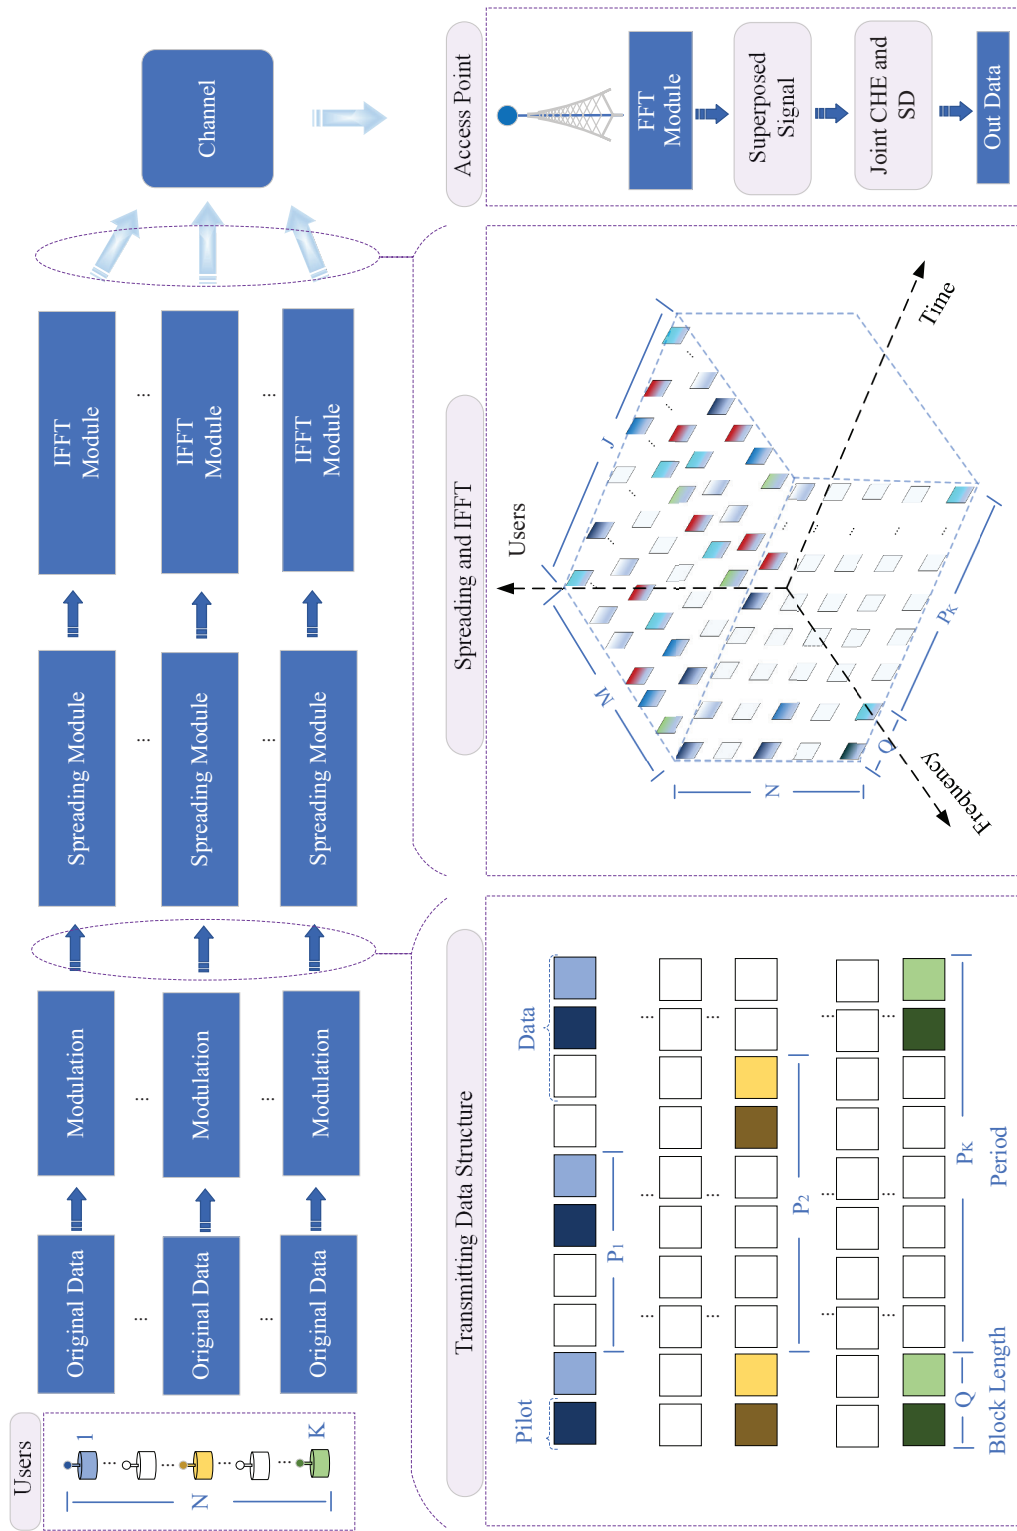 Users
1
...
...
N
...
...
K
Original Data
...
Original Data
...
Original Data
Modulation
...
Modulation
...
Modulation
Spreading Module
...
Spreading Module
...
Spreading Module
IFFT
Module
...
IFFT
Module
...
IFFT
Module
Channel
Transmitting Data Structure
Pilot
Data
P1
... ... ...
... ... ...
P2
... ... ...
... ... ...
Q
PK
Block Length
Period
Spreading and IFFT
Users
M
J
N
Q
PK
Frequency
Time
Access Point
FFT
Module
Superposed
Signal
Joint CHE and
SD
Out Data